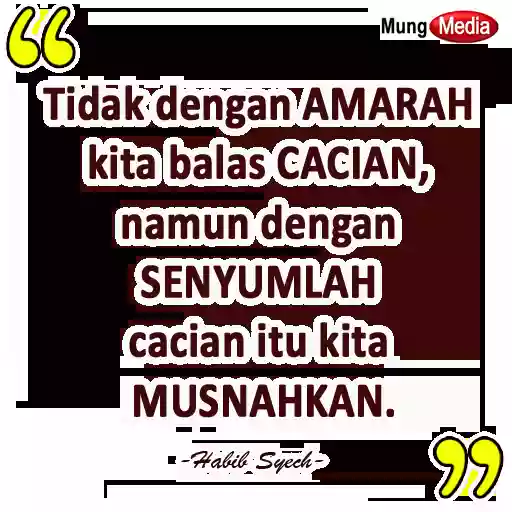 Mung Media
Tidak dengan AMARAH
kita balas CACIAN,
namun dengan
SENYUMLAH
cacian itu kita
MUSNAHKAN.
-Habib Syech-